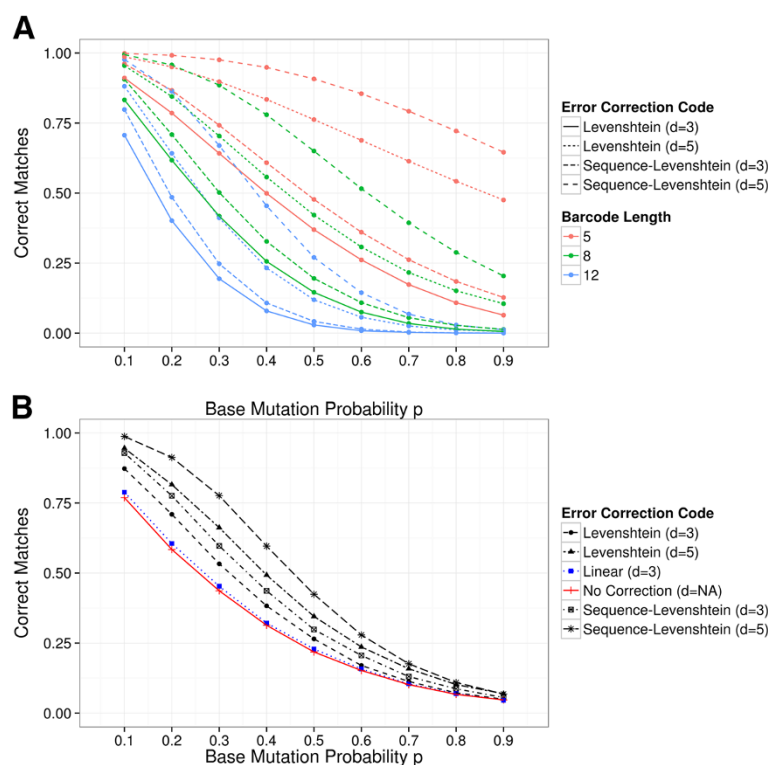 A
1.00
0.75
0.50
0.25
0.00
Correct Matches
0.1 0.2 0.3 0.4 0.5 0.6 0.7 0.8 0.9
Base Mutation Probability p
Error Correction Code
Levenshtein (d=3)
Levenshtein (d=5)
Sequence-Levenshtein (d=3)
Sequence-Levenshtein (d=5)
Barcode Length
5
8
12
B
1.00
0.75
0.50
0.25
0.00
Correct Matches
0.1 0.2 0.3 0.4 0.5 0.6 0.7 0.8 0.9
Base Mutation Probability p
Error Correction Code
Levenshtein (d=3)
Levenshtein (d=5)
Linear (d=3)
No Correction (d=NA)
Sequence-Levenshtein (d=3)
Sequence-Levenshtein (d=5)